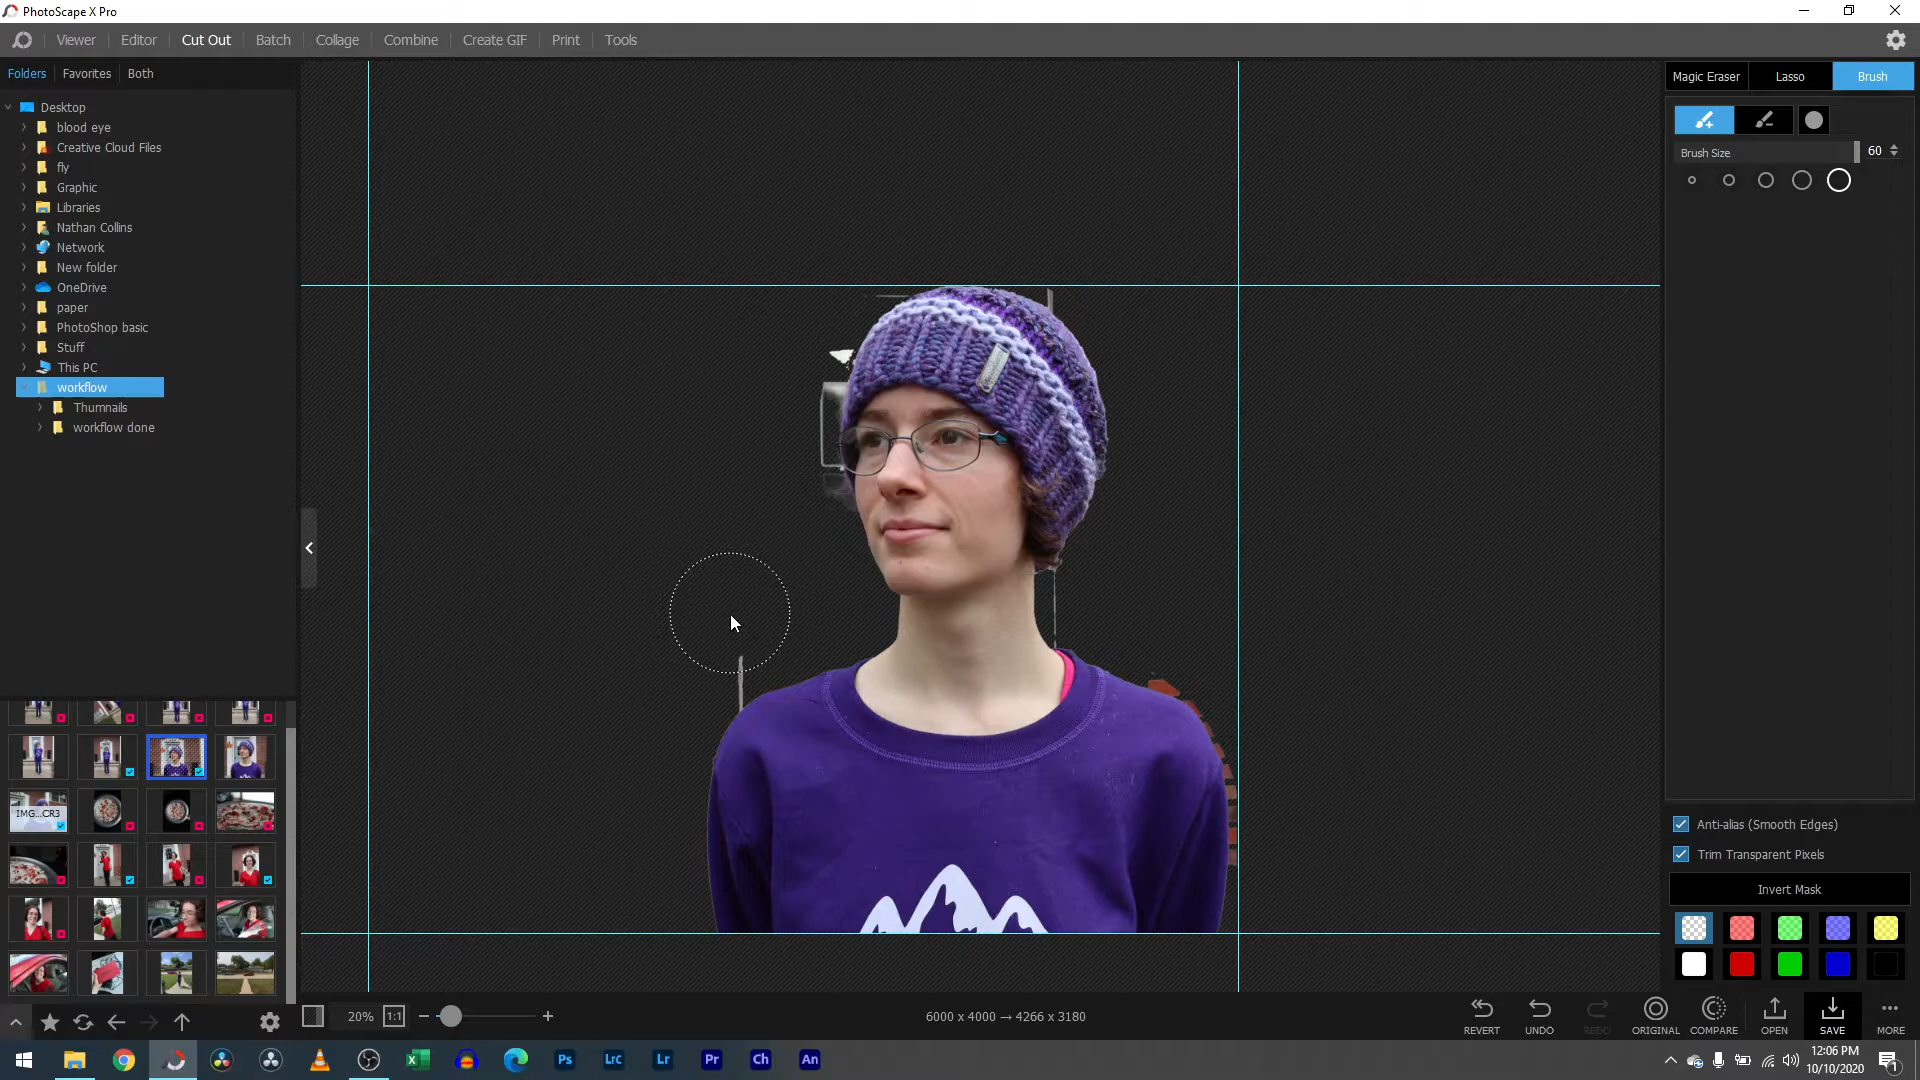 PhotoScape X Pro
Viewer Editor Cut Out Batch Collage Combine Create GIF Print Tools
Folders Favorites Both
Magic Eraser Lasso Brush
Desktop
blood eye
Creative Cloud Files
fly
Graphic
Libraries
Nathan Collins
Network
New folder
OneDrive
paper
PhotoShop basic
Stuff
This PC
workflow
Thumnails
workflow done
Brush Size 60
IMG...CR3
Anti-alias (Smooth Edges)
Trim Transparent Pixels
Invert Mask
20% 1:1
6000 x 4000 → 4266 x 3180
REVERT UNDO REDO ORIGINAL COMPARE OPEN SAVE MORE
Ps LrC Lr Pr Ch An
12:06 PM
10/10/2020
1